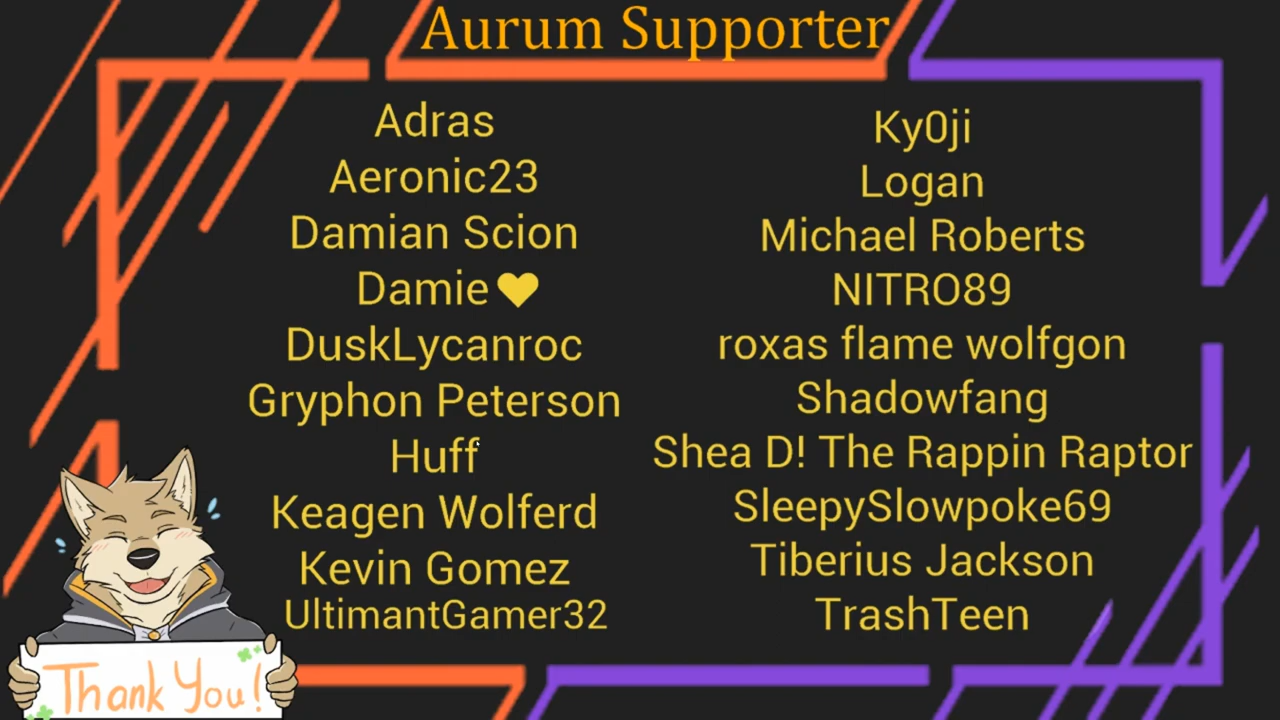 Aurum Supporter
Adras
Aeronic23
Damian Scion
Damie♥
DuskLycanroc
Gryphon Peterson
Huff
Keagen Wolferd
Kevin Gomez
UltimantGamer32
Ky0ji
Logan
Michael Roberts
NITRO89
roxas flame wolfgon
Shadowfang
Shea D! The Rappin Raptor
SleepySlowpoke69
Tiberius Jackson
TrashTeen
Thank You!